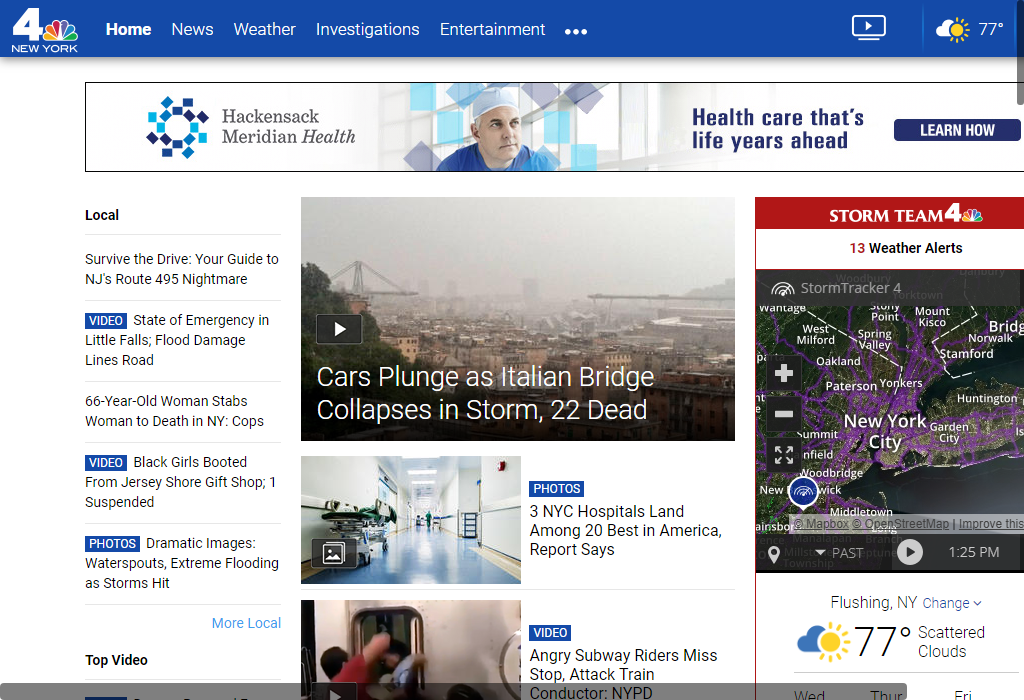 4
NEW YORK
Home News Weather Investigations Entertainment •••
77°
Hackensack
Meridian Health
Health care that's
life years ahead
LEARN HOW
Local
Survive the Drive: Your Guide to
NJ's Route 495 Nightmare
VIDEO State of Emergency in
Little Falls; Flood Damage
Lines Road
66-Year-Old Woman Stabs
Woman to Death in NY: Cops
VIDEO Black Girls Booted
From Jersey Shore Gift Shop; 1
Suspended
PHOTOS Dramatic Images:
Waterspouts, Extreme Flooding
as Storms Hit
More Local
Top Video
Cars Plunge as Italian Bridge
Collapses in Storm, 22 Dead
PHOTOS
3 NYC Hospitals Land
Among 20 Best in America,
Report Says
VIDEO
Angry Subway Riders Miss
Stop, Attack Train
Conductor: NYPD
STORM TEAM 4
13 Weather Alerts
Woodbury
Danbury
StormTracker 4
Yorktown
Wantage
Stony
Point
Mount
Kisco
West
Milford
Spring
Valley
Bridg
Norwalk
Stamford
Oakland
Paterson
Yonkers
Huntington
New York
City
Garden
City
Is
Summit
nfield
Woodbridge
New
wick
Middletown
ainsbo
© Mapbox © OpenStreetMap | Improve this
Manalapan
Township
PAST
1:25 PM
Flushing, NY Change
77° Scattered
Clouds
Wed Thur Fri